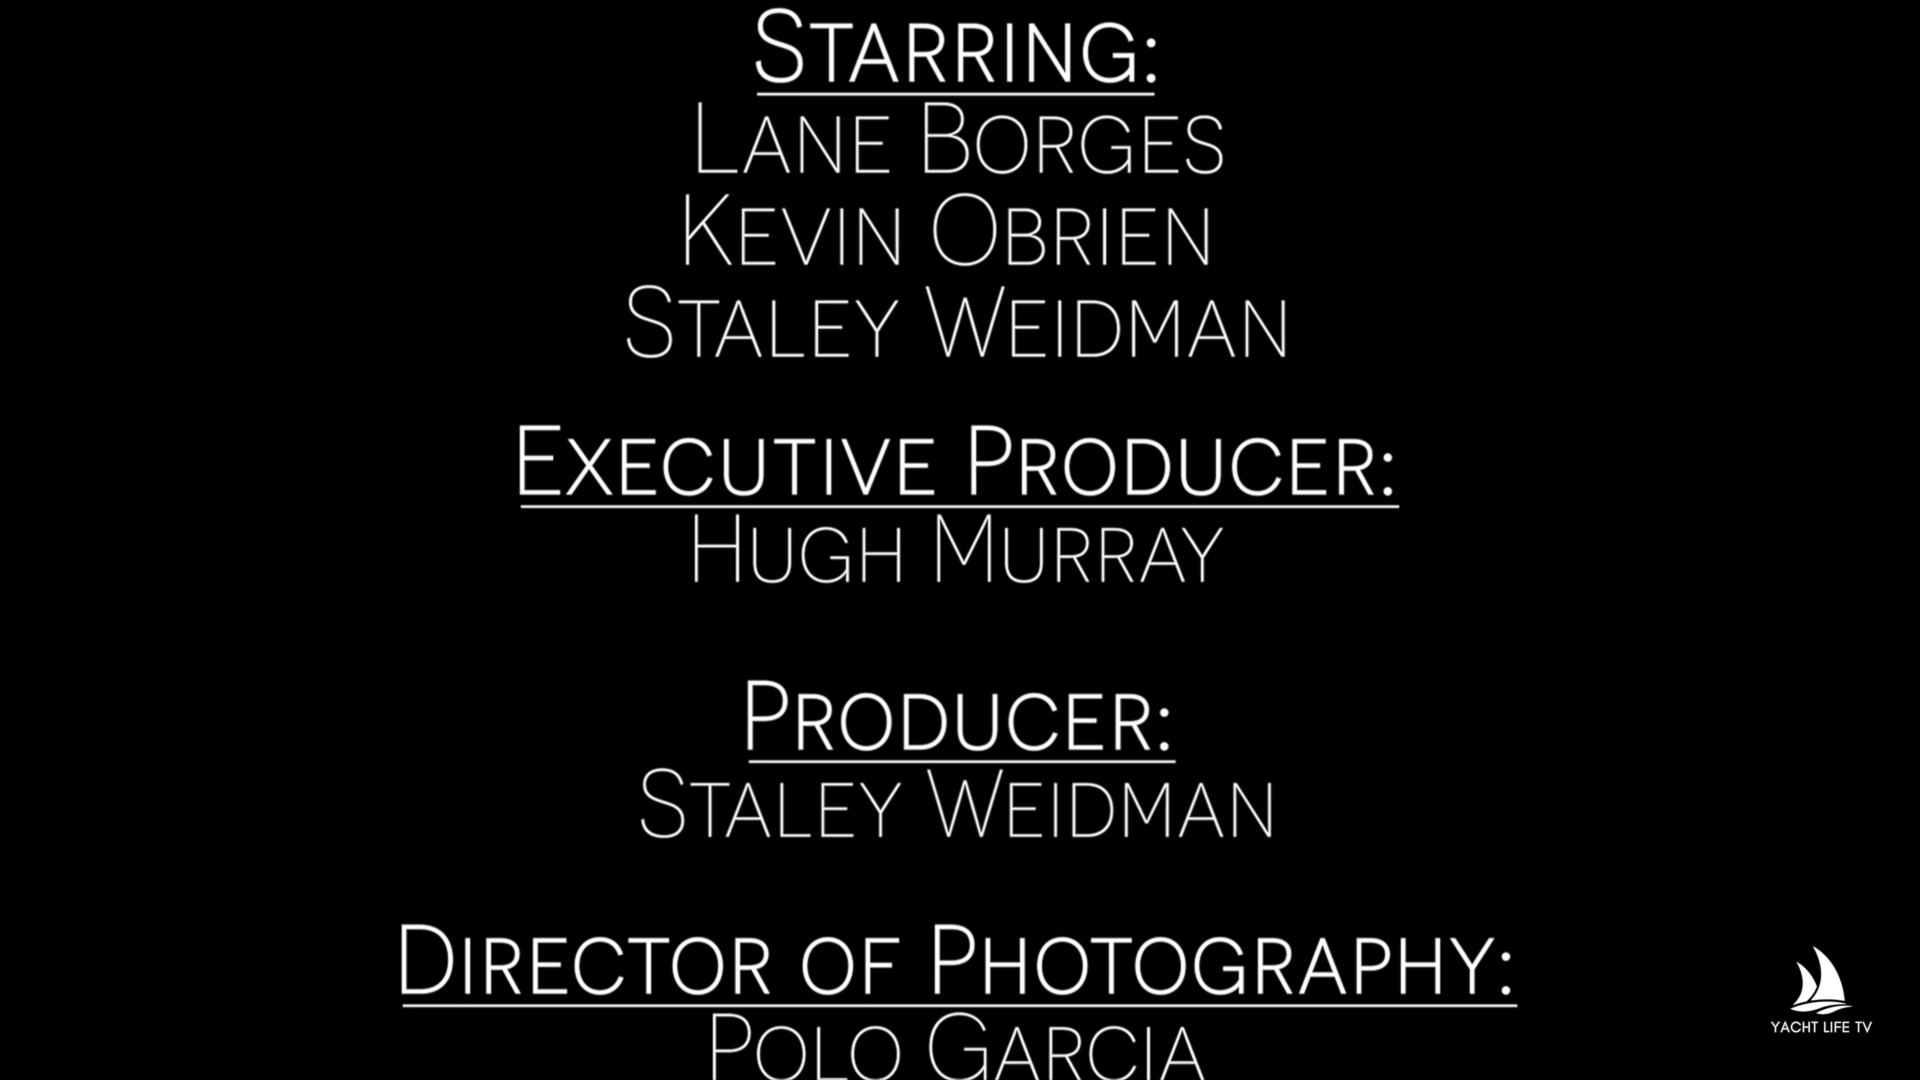 Starring:
Lane Borges
Kevin Obrien
Staley Weidman
Executive Producer:
Hugh Murray
Producer:
Staley Weidman
Director of Photography:
Polo Garcia
YACHT LIFE TV